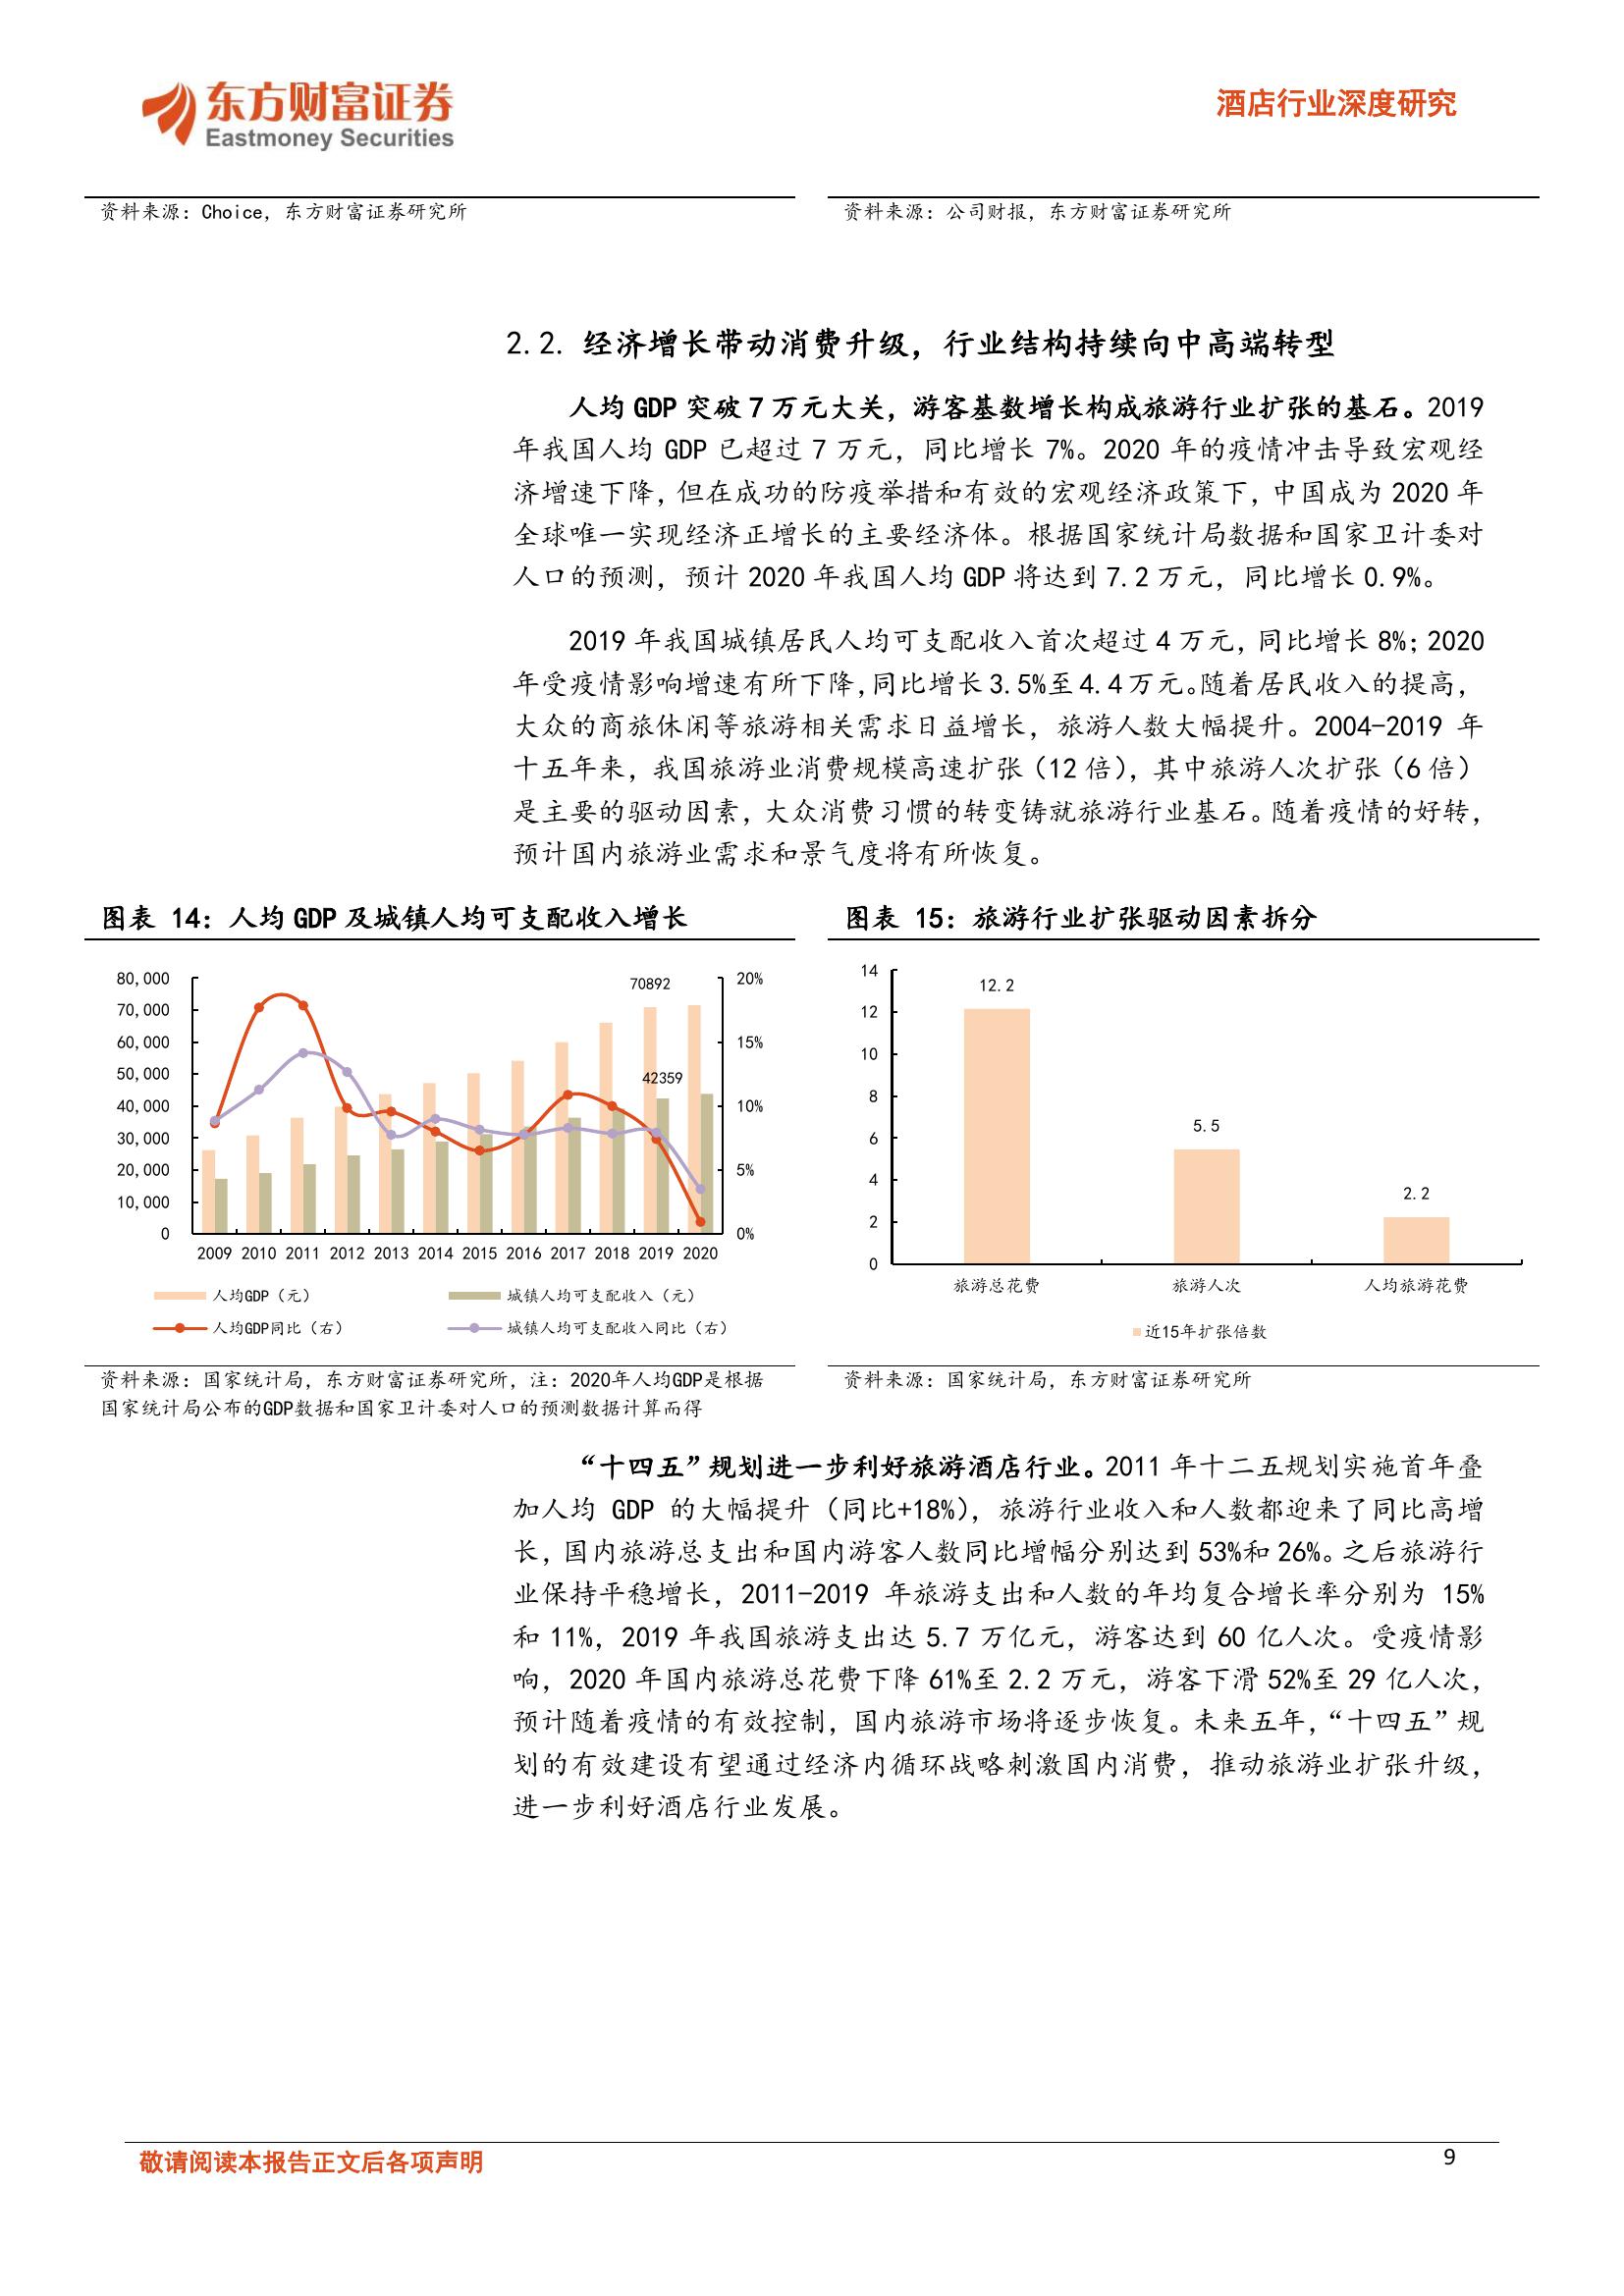 东方财富证券
Eastmoney Securities
酒店行业深度研究
资料来源：Choice，东方财富证券研究所
资料来源：公司财报，东方财富证券研究所
2.2. 经济增长带动消费升级，行业结构持续向中高端转型
人均 GDP 突破 7 万元大关，游客基数增长构成旅游行业扩张的基石。2019
年我国人均 GDP 已超过 7 万元，同比增长 7%。2020 年的疫情冲击导致宏观经
济增速下降，但在成功的防疫举措和有效的宏观经济政策下，中国成为 2020 年
全球唯一实现经济正增长的主要经济体。根据国家统计局数据和国家卫计委对
人口的预测，预计 2020 年我国人均 GDP 将达到 7.2 万元，同比增长 0.9%。
2019 年我国城镇居民人均可支配收入首次超过 4 万元，同比增长 8%；2020
年受疫情影响增速有所下降，同比增长 3.5%至 4.4 万元。随着居民收入的提高，
大众的商旅休闲等旅游相关需求日益增长，旅游人数大幅提升。2004-2019 年
十五年来，我国旅游业消费规模高速扩张（12 倍），其中旅游人次扩张（6 倍）
是主要的驱动因素，大众消费习惯的转变铸就旅游行业基石。随着疫情的好转，
预计国内旅游业需求和景气度将有所恢复。
图表 14：人均 GDP 及城镇人均可支配收入增长
80,000
70,000
60,000
50,000
40,000
30,000
20,000
10,000
0
70892
42359
20%
15%
10%
5%
0%
2009 2010 2011 2012 2013 2014 2015 2016 2017 2018 2019 2020
人均GDP（元）
城镇人均可支配收入（元）
人均GDP同比（右）
城镇人均可支配收入同比（右）
资料来源：国家统计局，东方财富证券研究所，注：2020年人均GDP是根据
国家统计局公布的GDP数据和国家卫计委对人口的预测数据计算而得
图表 15：旅游行业扩张驱动因素拆分
14
12
10
8
6
4
2
0
12.2
5.5
2.2
旅游总花费 旅游人次 人均旅游花费
近15年扩张倍数
资料来源：国家统计局，东方财富证券研究所
“十四五”规划进一步利好旅游酒店行业。2011 年十二五规划实施首年叠
加人均 GDP 的大幅提升（同比+18%），旅游行业收入和人数都迎来了同比高增
长，国内旅游总支出和国内游客人数同比增幅分别达到 53%和 26%。之后旅游行
业保持平稳增长，2011-2019 年旅游支出和人数的年均复合增长率分别为 15%
和 11%，2019 年我国旅游支出达 5.7 万亿元，游客达到 60 亿人次。受疫情影
响，2020 年国内旅游总花费下降 61%至 2.2 万元，游客下滑 52%至 29 亿人次，
预计随着疫情的有效控制，国内旅游市场将逐步恢复。未来五年，“十四五”规
划的有效建设有望通过经济内循环战略刺激国内消费，推动旅游业扩张升级，
进一步利好酒店行业发展。
敬请阅读本报告正文后各项声明
9